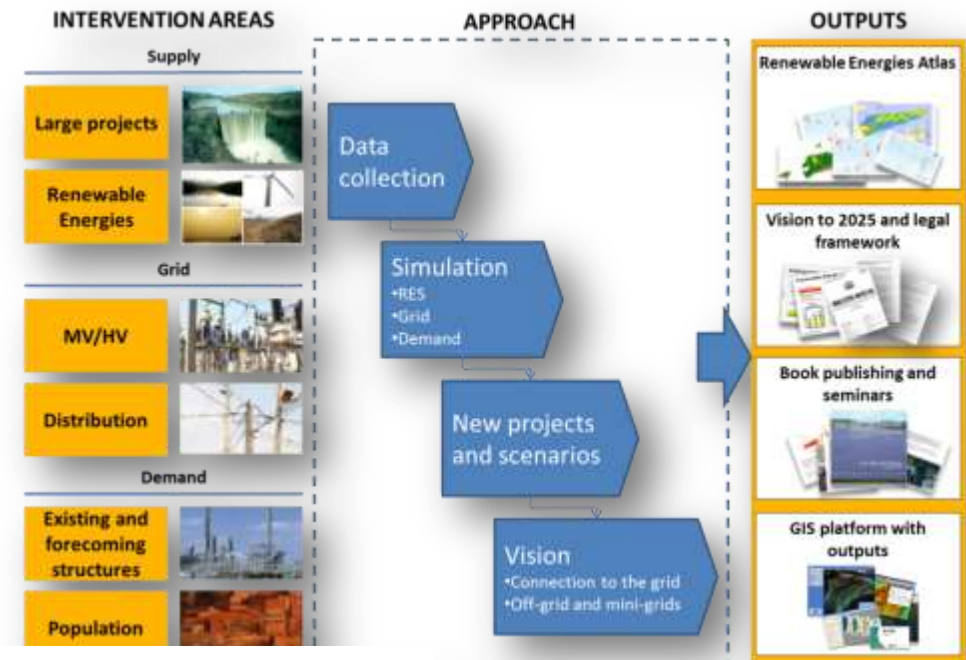 INTERVENTION AREAS
Supply
Large projects
Renewable
Energies
Grid
MV/HV
Distribution
Demand
Existing and
forecoming
structures
Population
APPROACH
Data
collection
Simulation
•RES
•Grid
•Demand
New projects
and scenarios
Vision
•Connection to the grid
•Off-grid and mini-grids
OUTPUTS
Renewable Energies Atlas
Vision to 2025 and legal
framework
Book publishing and
seminars
GIS platform with
outputs